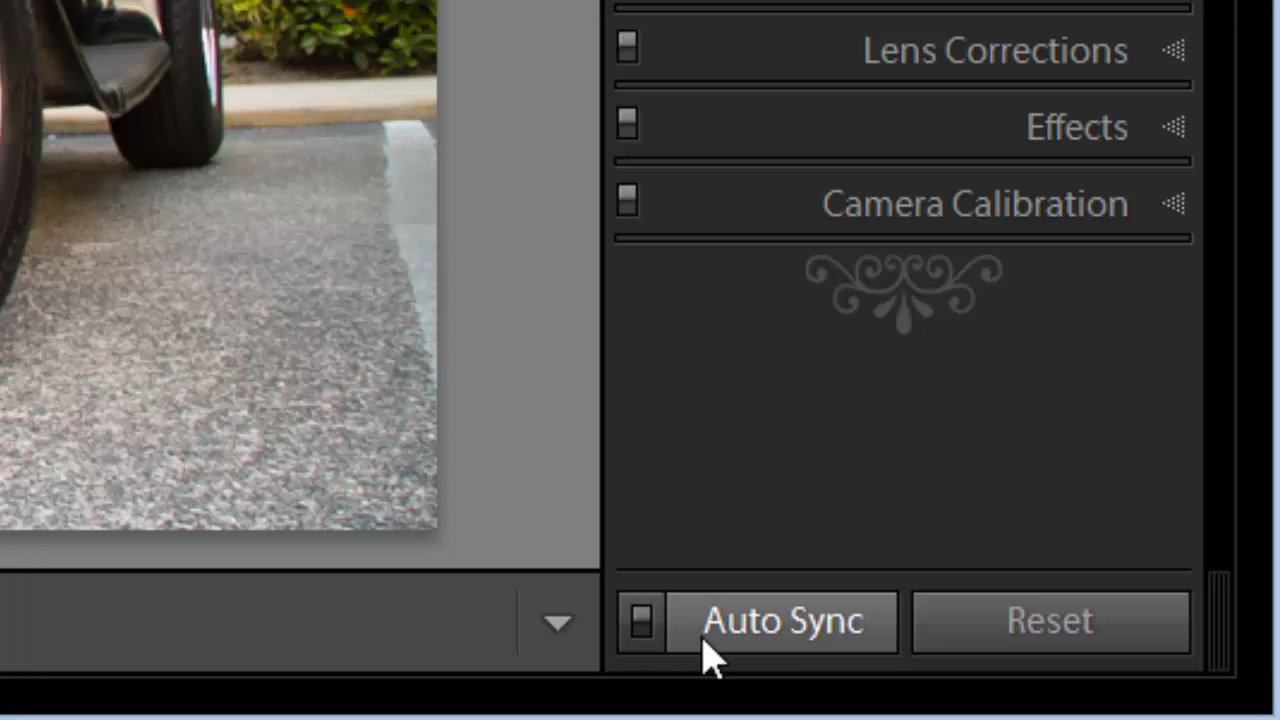 Lens Corrections
Effects
Camera Calibration
Auto Sync
Reset